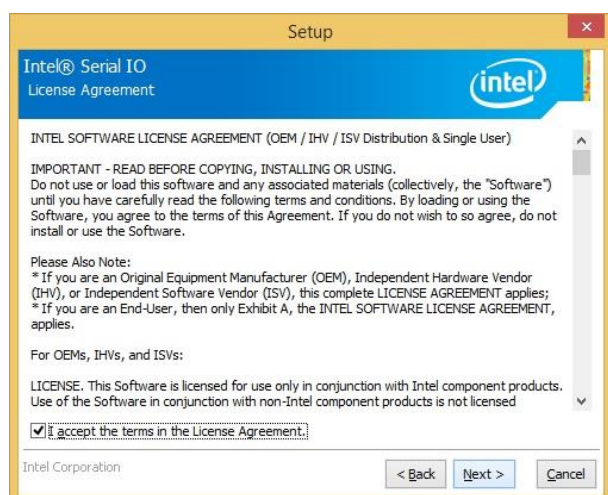 Setup
Intel® Serial IO
License Agreement
intel
INTEL SOFTWARE LICENSE AGREEMENT (OEM / IHV / ISV Distribution & Single User)
IMPORTANT - READ BEFORE COPYING, INSTALLING OR USING.
Do not use or load this software and any associated materials (collectively, the "Software")
until you have carefully read the following terms and conditions. By loading or using the
Software, you agree to the terms of this Agreement. If you do not wish to so agree, do not
install or use the Software.
Please Also Note:
* If you are an Original Equipment Manufacturer (OEM), Independent Hardware Vendor
(IHV), or Independent Software Vendor (ISV), this complete LICENSE AGREEMENT applies;
* If you are an End-User, then only Exhibit A, the INTEL SOFTWARE LICENSE AGREEMENT,
applies.
For OEMs, IHVs, and ISVs:
LICENSE. This Software is licensed for use only in conjunction with Intel component products.
Use of the Software in conjunction with non-Intel component products is not licensed
I accept the terms in the License Agreement.
Intel Corporation
< Back Next > Cancel